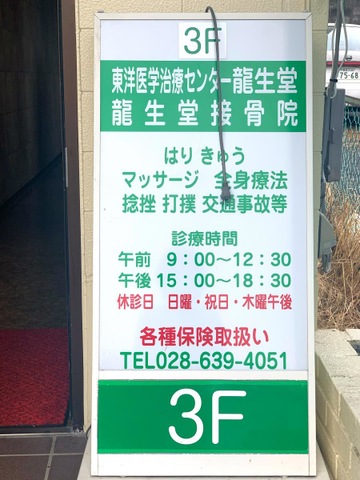 3F
東洋医学治療センター龍生堂
龍生堂接骨院
はり きゅう
マッサージ 全身療法
捻挫 打撲 交通事故等
診療時間
午前 9:00〜12:30
午後 15:00〜18:30
休診日 日曜・祝日・木曜午後
各種保険取扱い
TEL028-639-4051
3F
75-68